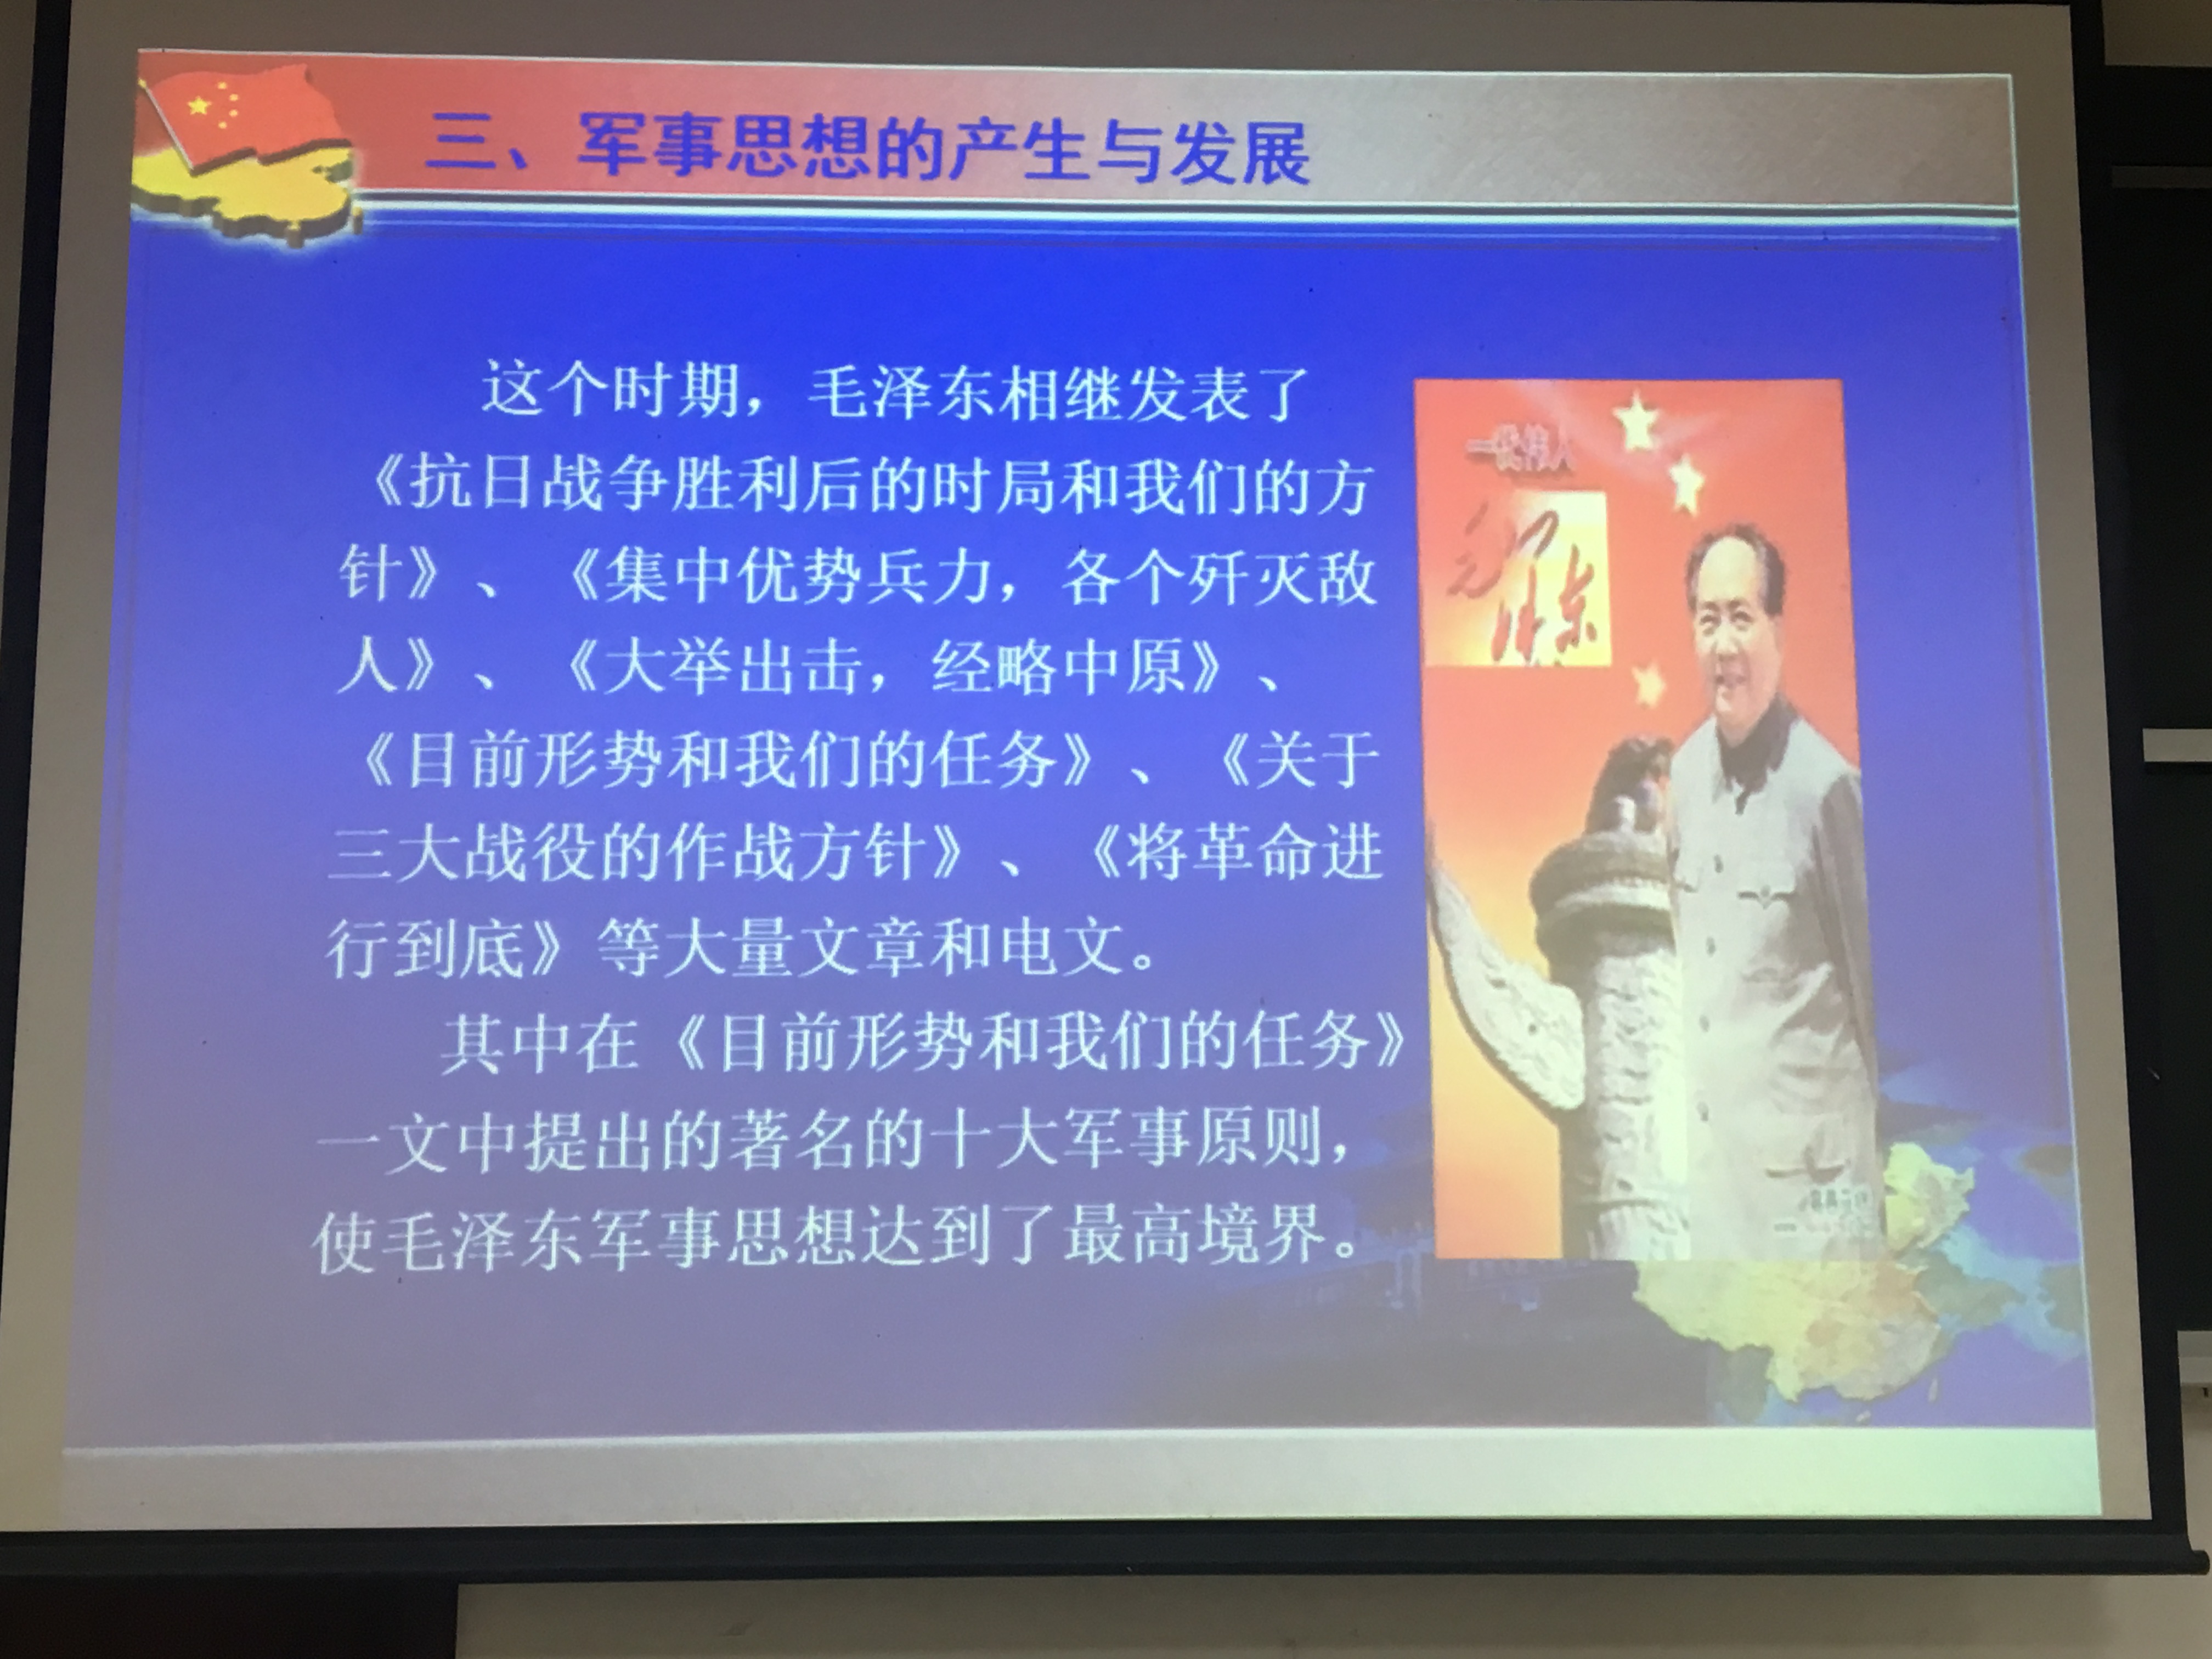 三、军事思想的产生与发展
这个时期，毛泽东相继发表了
《抗日战争胜利后的时局和我们的方
针》、《集中优势兵力，各个歼灭敌
人》、《大举出击，经略中原》、
《目前形势和我们的任务》、《关于
三大战役的作战方针》、《将革命进
行到底》等大量文章和电文。
其中在《目前形势和我们的任务》
一文中提出的著名的十大军事原则，
使毛泽东军事思想达到了最高境界。
一代伟人
毛泽东